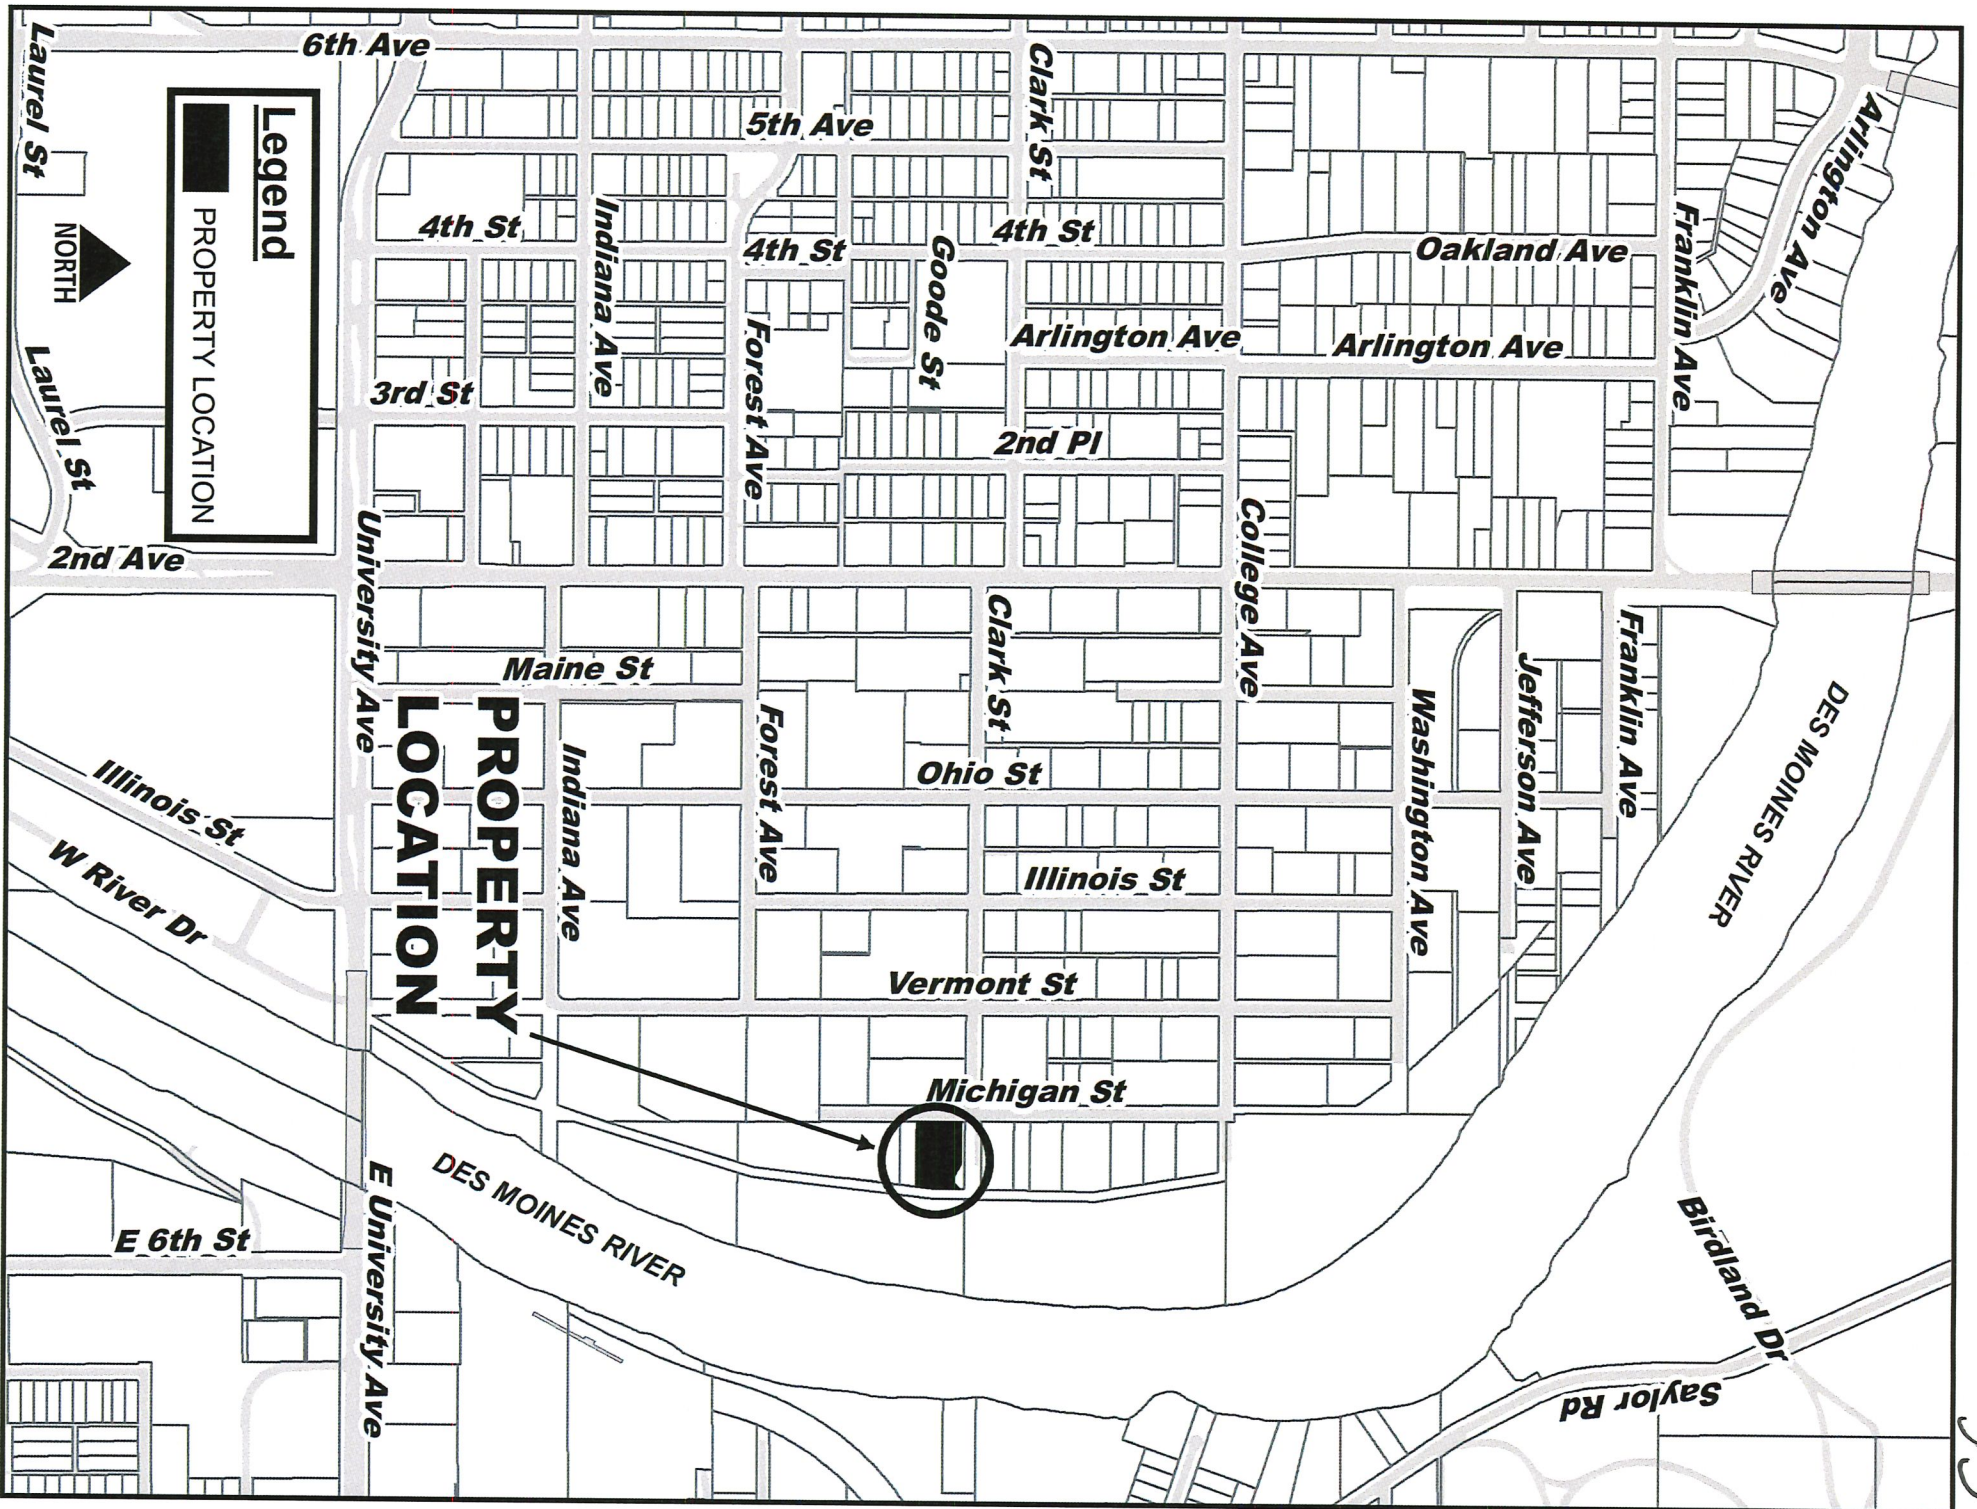 Legend
PROPERTY LOCATION
NORTH
PROPERTY
LOCATION
Laurel St
6th Ave
Clark St
Arlington Ave
5th Ave
4th St
Indiana Ave
4th St
Goode St
4th St
Oakland Ave
Franklin Ave
Laurel St
3rd St
Forest Ave
Arlington Ave
Arlington Ave
2nd Pl
College Ave
2nd Ave
University Ave
Clark St
Franklin Ave
Maine St
Jefferson Ave
Washington Ave
DES MOINES RIVER
Illinois St
Indiana Ave
Forest Ave
Ohio St
W River Dr
Illinois St
Vermont St
Michigan St
DES MOINES RIVER
E 6th St
E University Ave
Birdland Dr
Saylor Rd